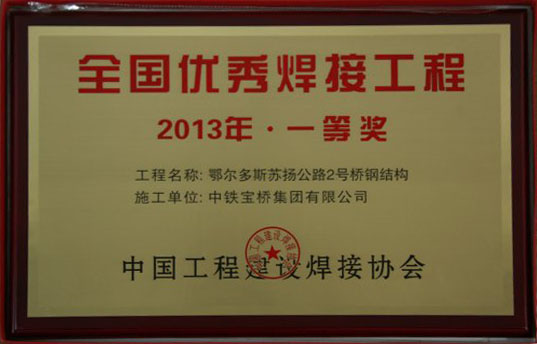 全国优秀焊接工程
2013年·一等奖
工程名称: 鄂尔多斯苏扬公路2号桥钢结构
施工单位: 中铁宝桥集团有限公司
中国工程建设焊接协会